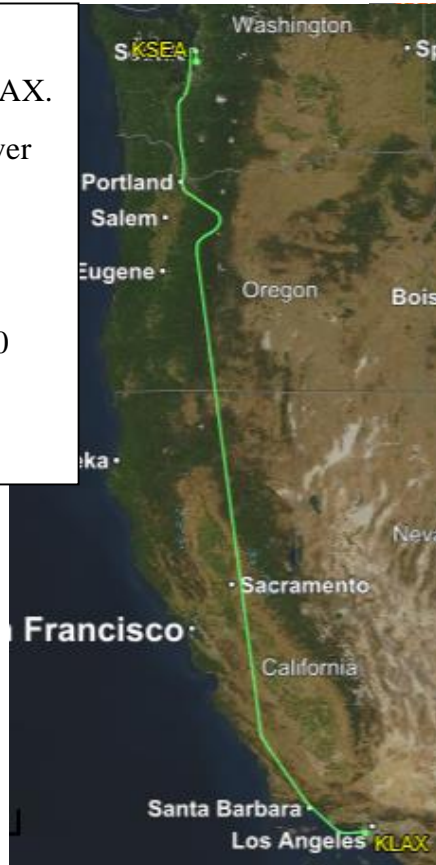 AX.
ver
0
Washington
KSEA
Sp
Portland
Salem
Eugene
Oregon
Bois
eka
Neva
Sacramento
n Francisco
California
Santa Barbara
Los Angeles KLAX